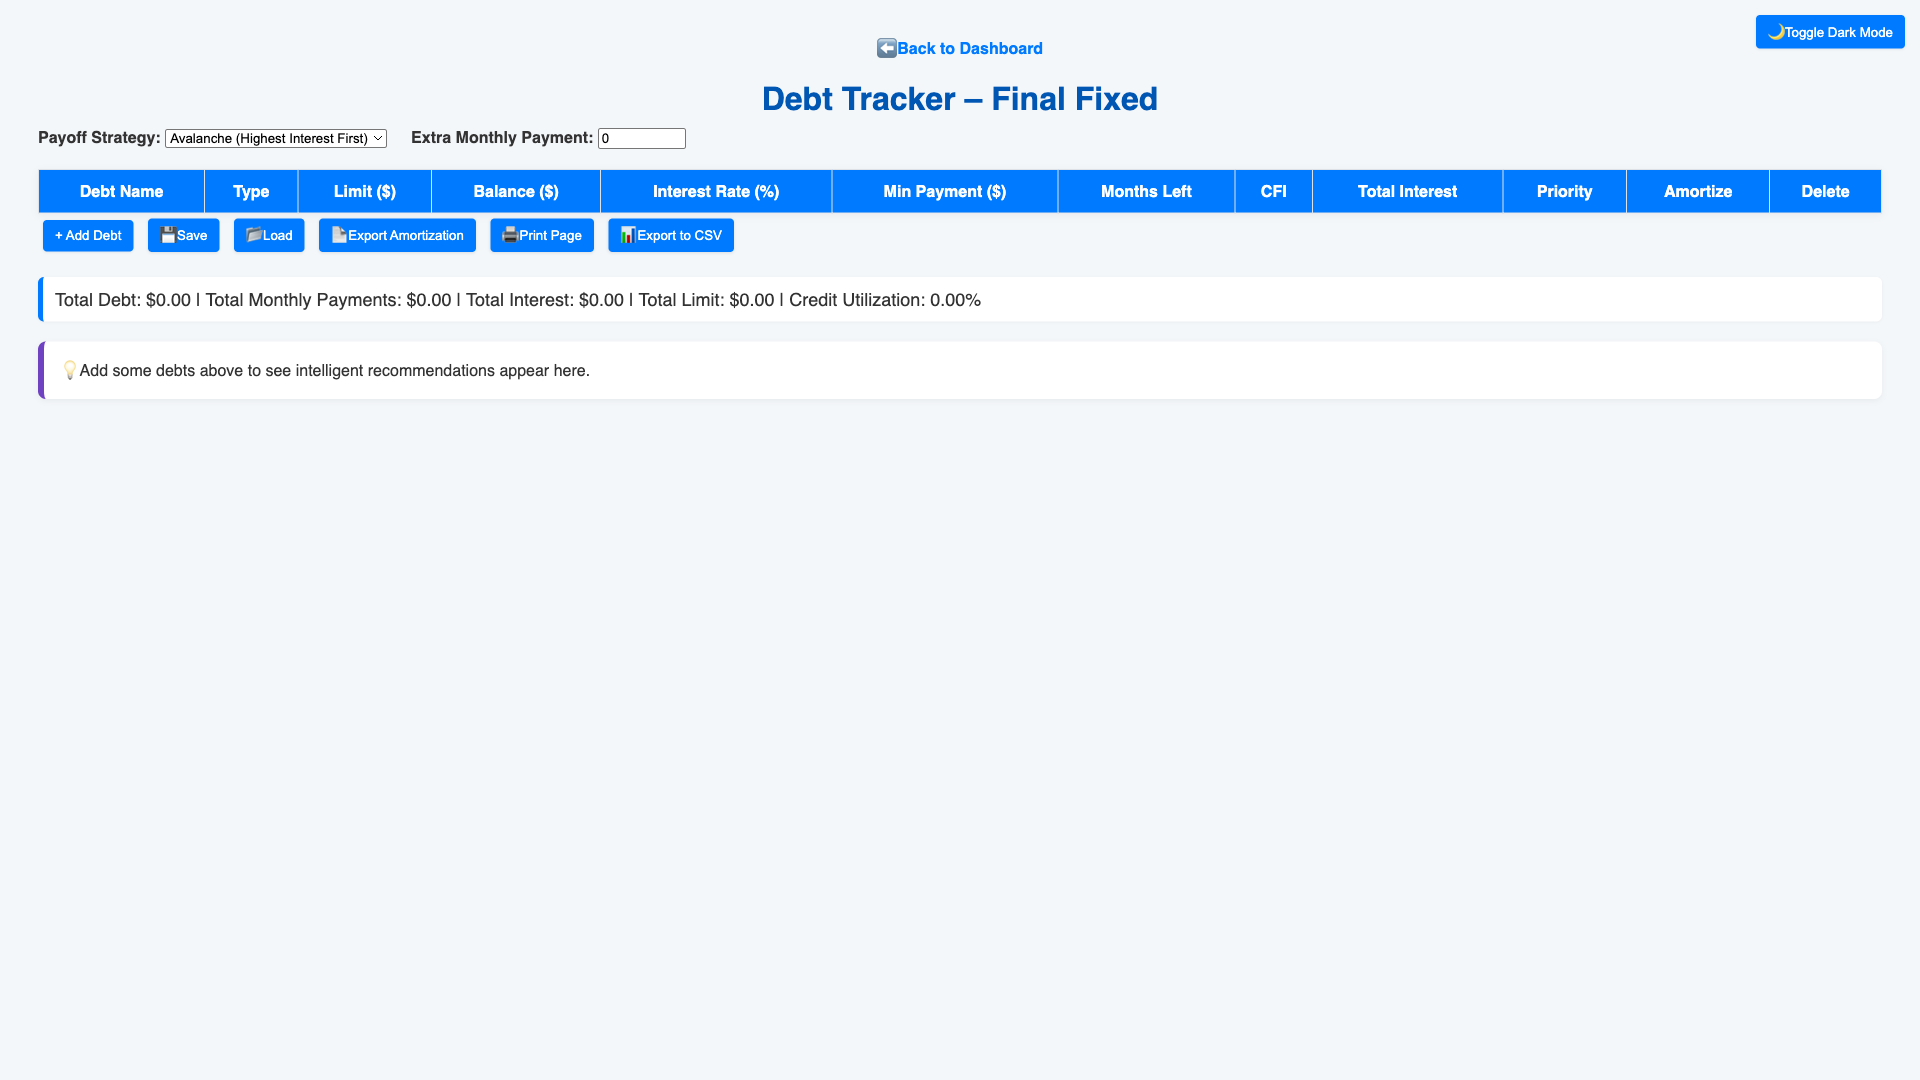 🌙Toggle Dark Mode
⬅️Back to Dashboard
Debt Tracker – Final Fixed
Payoff Strategy: Avalanche (Highest Interest First) Extra Monthly Payment: 0
Debt Name Type Limit ($) Balance ($) Interest Rate (%) Min Payment ($) Months Left CFI Total Interest Priority Amortize Delete
+ Add Debt 💾Save 📂Load 📄Export Amortization 🖨️Print Page 📊Export to CSV
Total Debt: $0.00 | Total Monthly Payments: $0.00 | Total Interest: $0.00 | Total Limit: $0.00 | Credit Utilization: 0.00%
💡Add some debts above to see intelligent recommendations appear here.